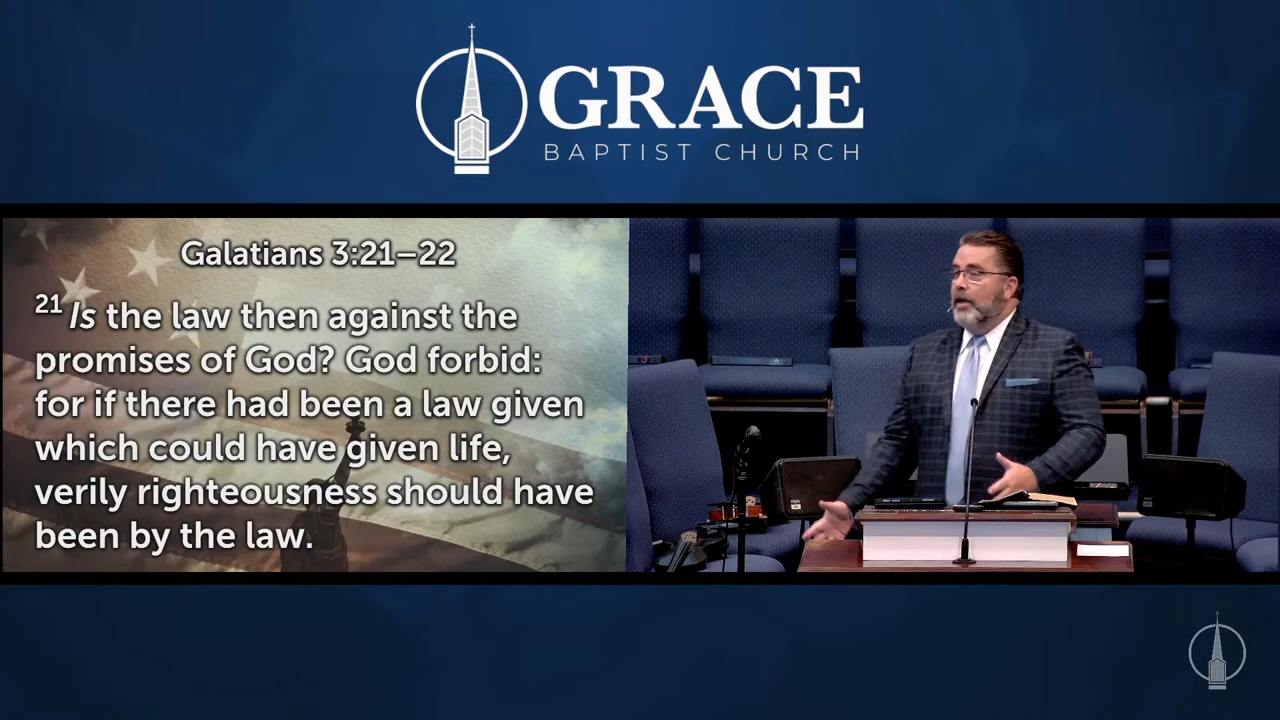 GRACE
BAPTIST CHURCH
Galatians 3:21–22
21 Is the law then against the
promises of God? God forbid:
for if there had been a law given
which could have given life,
verily righteousness should have
been by the law.